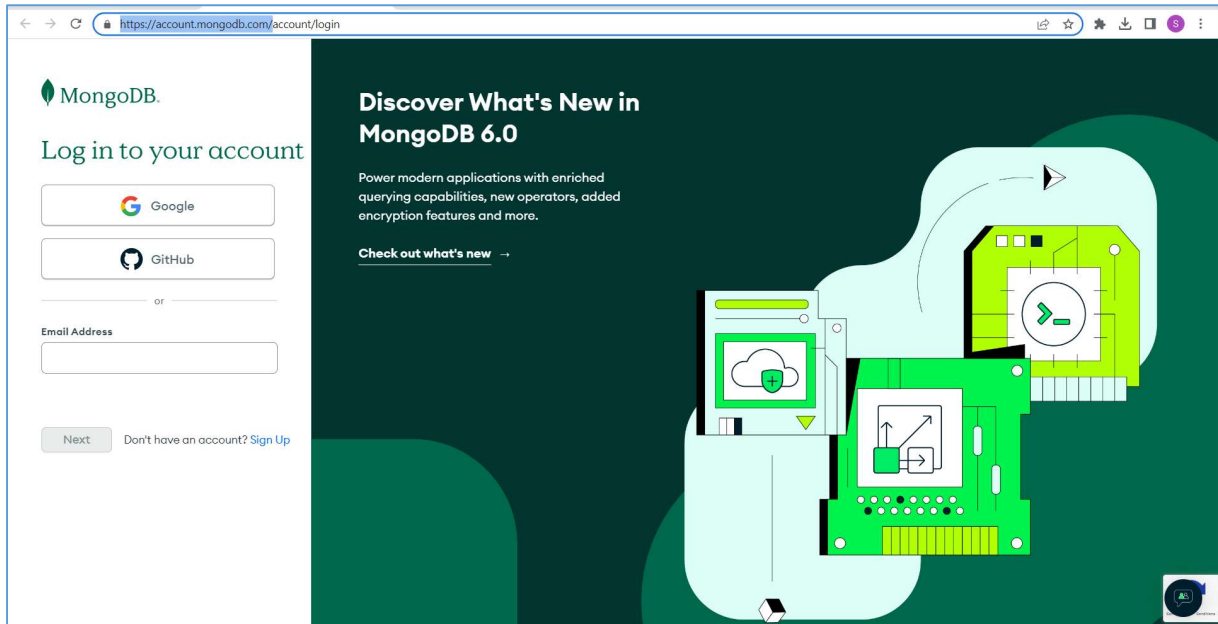 https://account.mongodb.com/account/login
S
MongoDB.
Log in to your account
Google
GitHub
or
Email Address
Next
Don't have an account? Sign Up
Discover What's New in
MongoDB 6.0
Power modern applications with enriched
querying capabilities, new operators, added
encryption features and more.
Check out what's new →